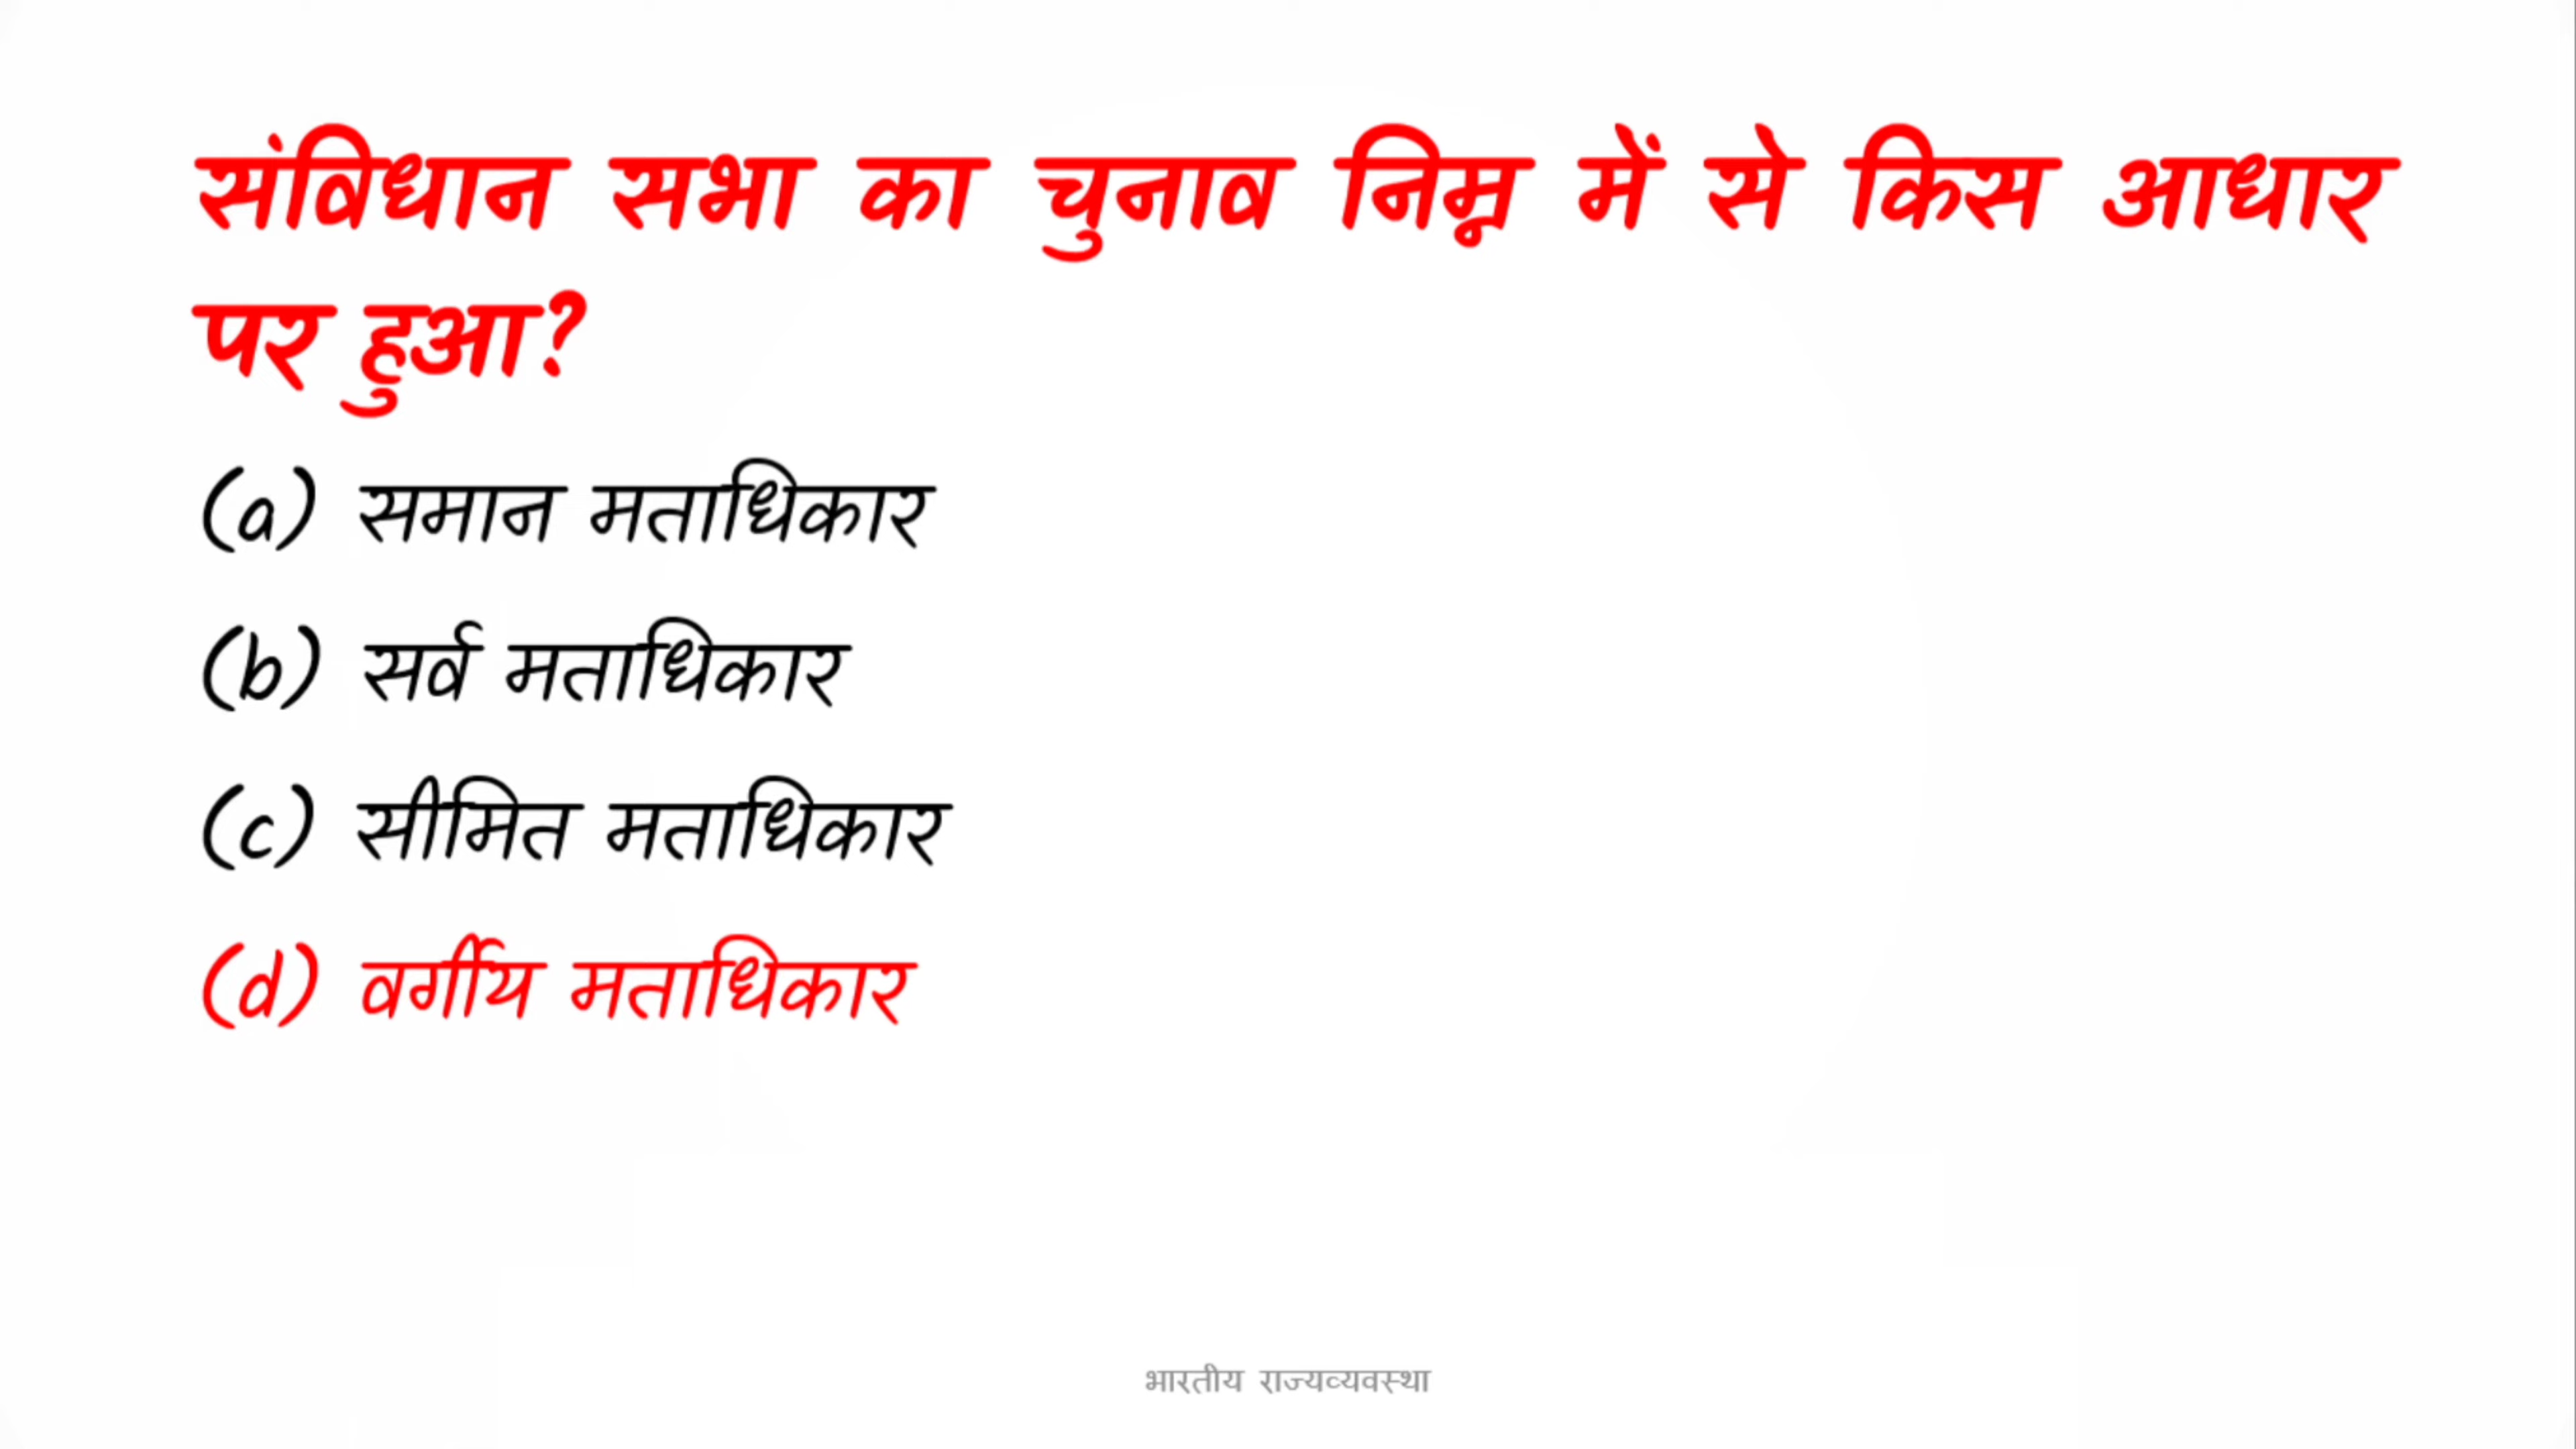 संविधान सभा का चुनाव निम्न में से किस आधार
पर हुआ?
(a) समान मताधिकार
(b) सर्व मताधिकार
(c) सीमित मताधिकार
(d) वर्गीय मताधिकार
भारतीय राज्यव्यवस्था